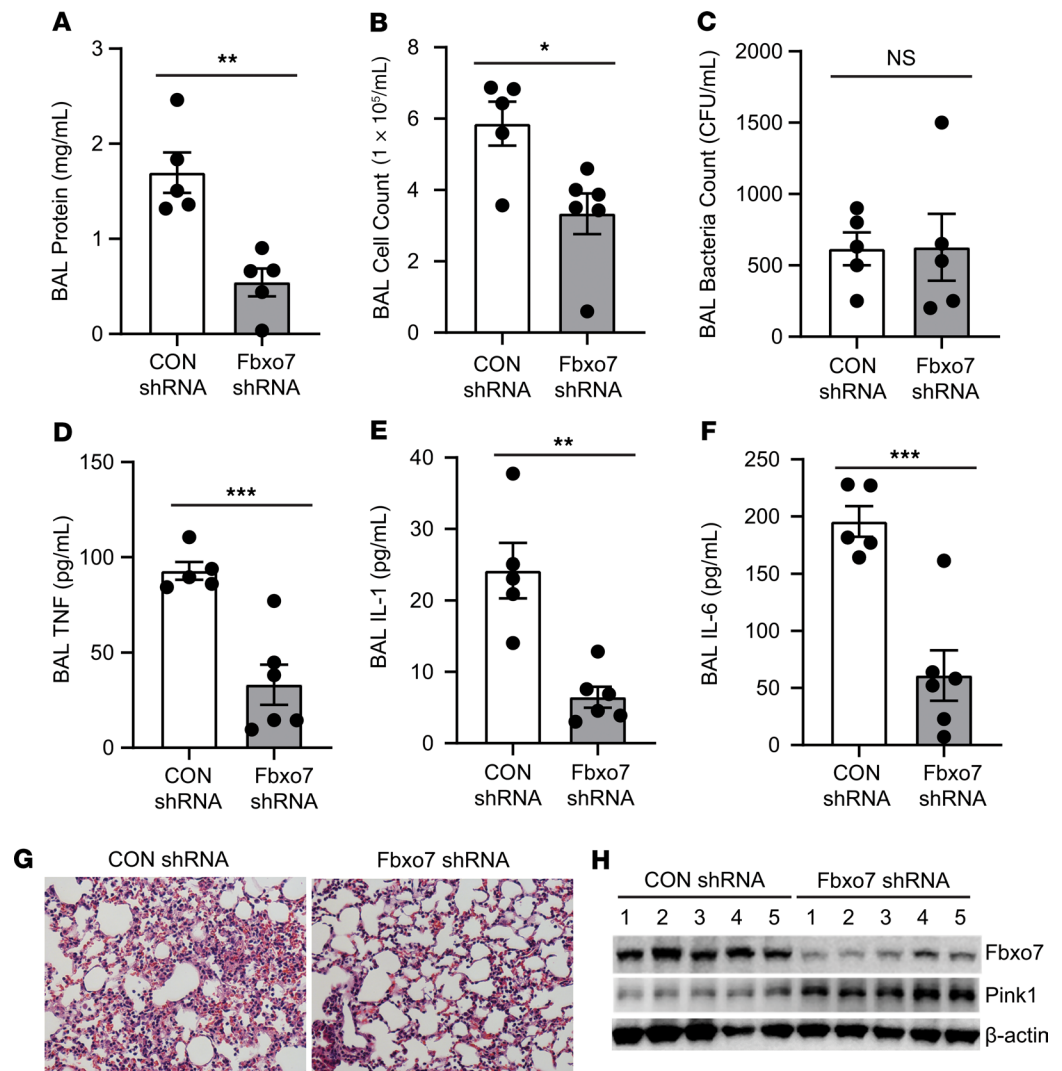 A
BAL Protein (mg/mL)
3
2
1
0
**
CON
shRNA
Fbxo7
shRNA
B
BAL Cell Count (1 × 10⁵/mL)
8
6
4
2
0
*
CON
shRNA
Fbxo7
shRNA
C
BAL Bacteria Count (CFU/mL)
2000
1500
1000
500
0
NS
CON
shRNA
Fbxo7
shRNA
D
BAL TNF (pg/mL)
150
100
50
0
***
CON
shRNA
Fbxo7
shRNA
E
BAL IL-1 (pg/mL)
40
30
20
10
0
**
CON
shRNA
Fbxo7
shRNA
F
BAL IL-6 (pg/mL)
250
200
150
100
50
0
***
CON
shRNA
Fbxo7
shRNA
G
CON shRNA
Fbxo7 shRNA
H
CON shRNA Fbxo7 shRNA
1 2 3 4 5 1 2 3 4 5
Fbxo7
Pink1
β-actin